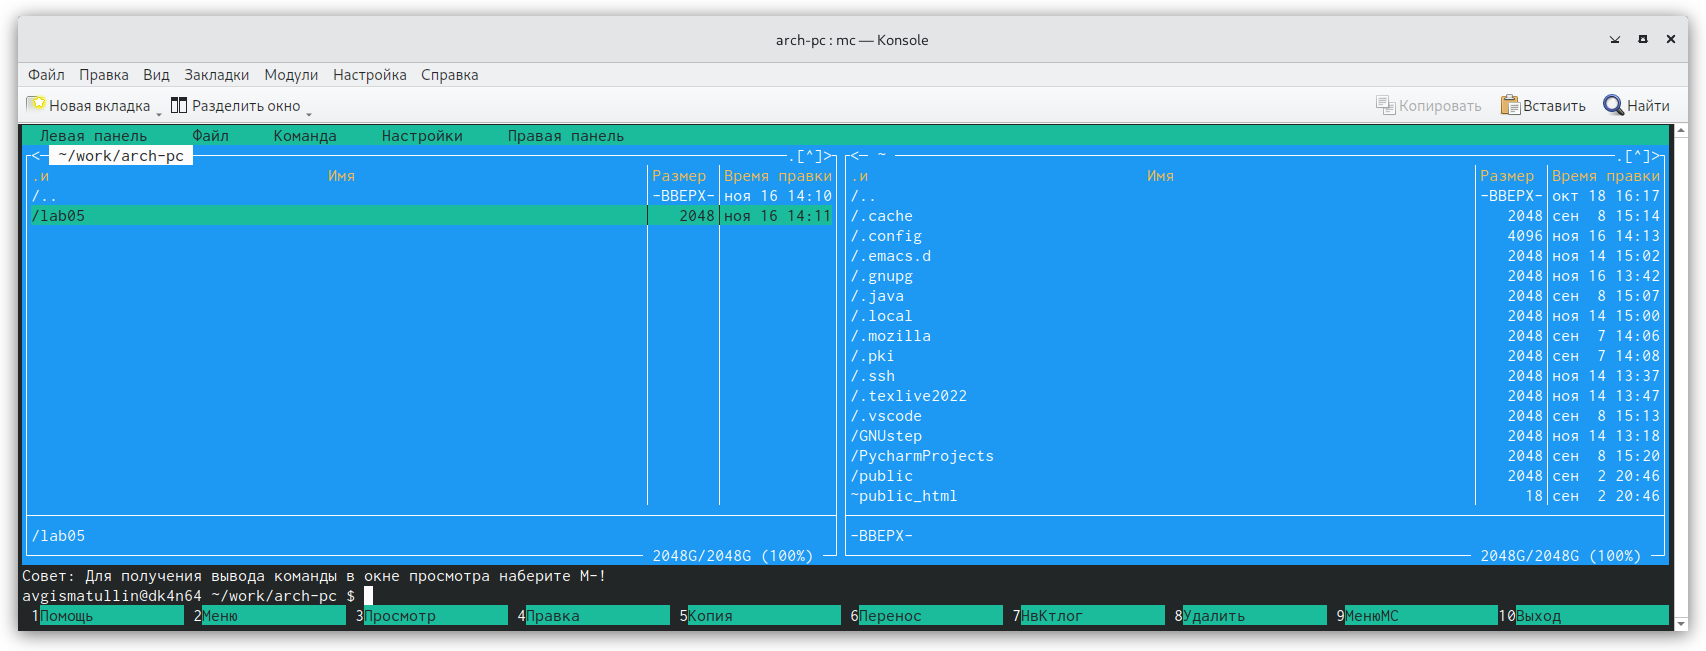 arch-pc : mc — Konsole
Файл Правка Вид Закладки Модули Настройка Справка
Новая вкладка Разделить окно Копировать Вставить Найти
Левая панель Файл Команда Настройки Правая панель
<— ~/work/arch-pc .[^]>
.и Имя Размер Время правки
/.. -ВВЕРХ- ноя 16 14:10
/lab05 2048 ноя 16 14:11
/lab05
2048G/2048G (100%)
<— ~ .[^]>
.и Имя Размер Время правки
/.. -ВВЕРХ- окт 18 16:17
/.cache 2048 сен 8 15:14
/.config 4096 ноя 16 14:13
/.emacs.d 2048 ноя 14 15:02
/.gnupg 2048 ноя 16 13:42
/.java 2048 сен 8 15:07
/.local 2048 ноя 14 15:00
/.mozilla 2048 сен 7 14:06
/.pki 2048 сен 7 14:08
/.ssh 2048 ноя 14 13:37
/.texlive2022 2048 ноя 14 13:47
/.vscode 2048 сен 8 15:13
/GNUstep 2048 ноя 14 13:18
/PycharmProjects 2048 сен 8 15:20
/public 2048 сен 2 20:46
~public_html 18 сен 2 20:46
-ВВЕРХ-
2048G/2048G (100%)
Совет: Для получения вывода команды в окне просмотра наберите M-!
avgismatullin@dk4n64 ~/work/arch-pc $
1Помощь 2Меню 3Просмотр 4Правка 5Копия 6Перенос 7НвКтлог 8Удалить 9МенюМС 10Выход